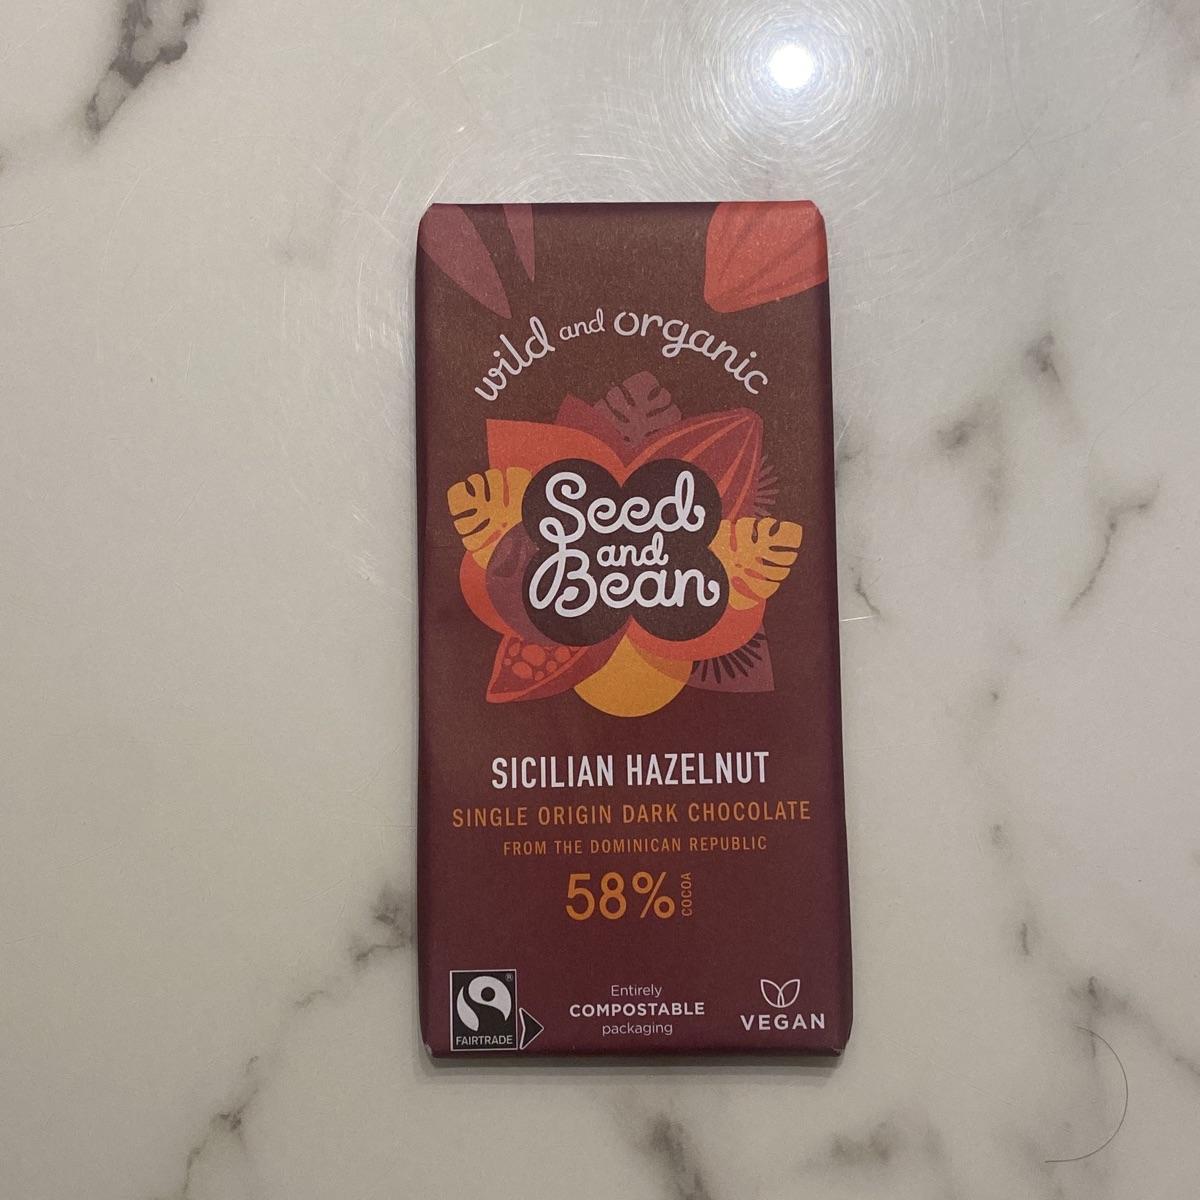 wild and organic
Seed
and
Bean
SICILIAN HAZELNUT
SINGLE ORIGIN DARK CHOCOLATE
FROM THE DOMINICAN REPUBLIC
58% COCOA
FAIRTRADE
®
Entirely
COMPOSTABLE
packaging
VEGAN